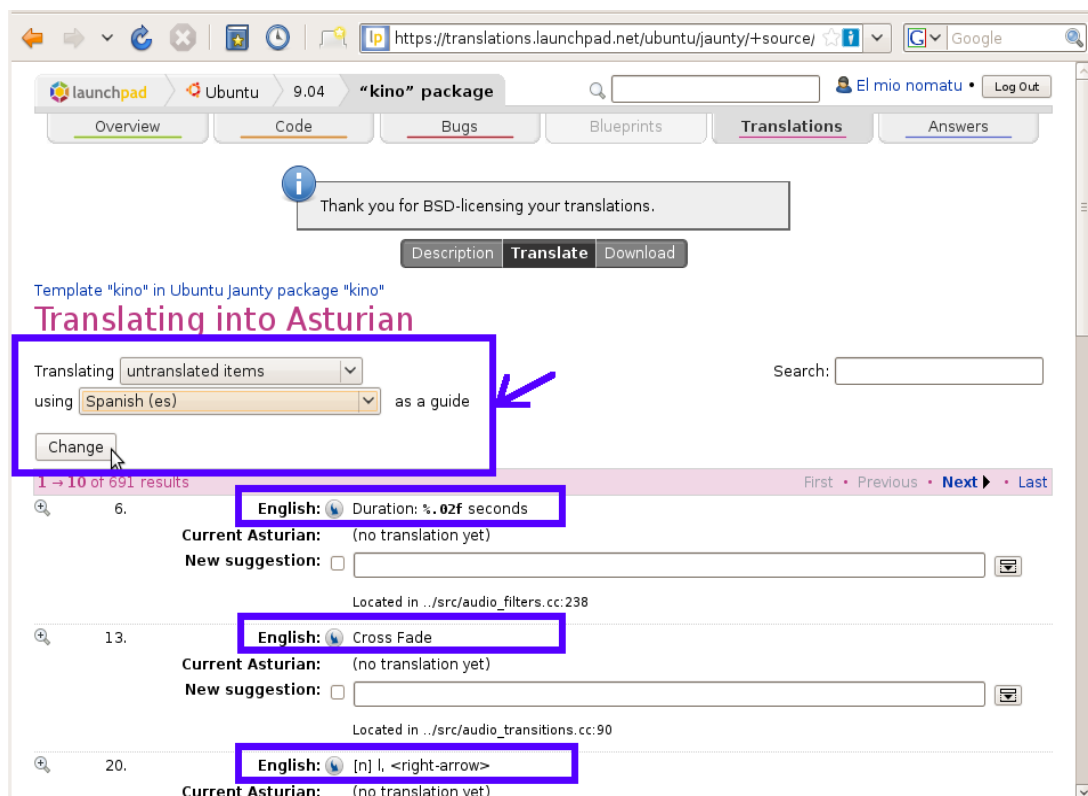 https://translations.launchpad.net/ubuntu/jaunty/+source/
Google
launchpad Ubuntu 9.04 “kino” package
El mio nomatu • Log Out
Overview Code Bugs Blueprints Translations Answers
Thank you for BSD-licensing your translations.
Description Translate Download
Template "kino" in Ubuntu Jaunty package "kino"
Translating into Asturian
Translating untranslated items
Search:
using Spanish (es) as a guide
Change
1 → 10 of 691 results First • Previous • Next • Last
6. English: Duration: %.02f seconds
Current Asturian: (no translation yet)
New suggestion:
Located in ../src/audio_filters.cc:238
13. English: Cross Fade
Current Asturian: (no translation yet)
New suggestion:
Located in ../src/audio_transitions.cc:90
20. English: [n] l, <right-arrow>
Current Asturian: (no translation yet)